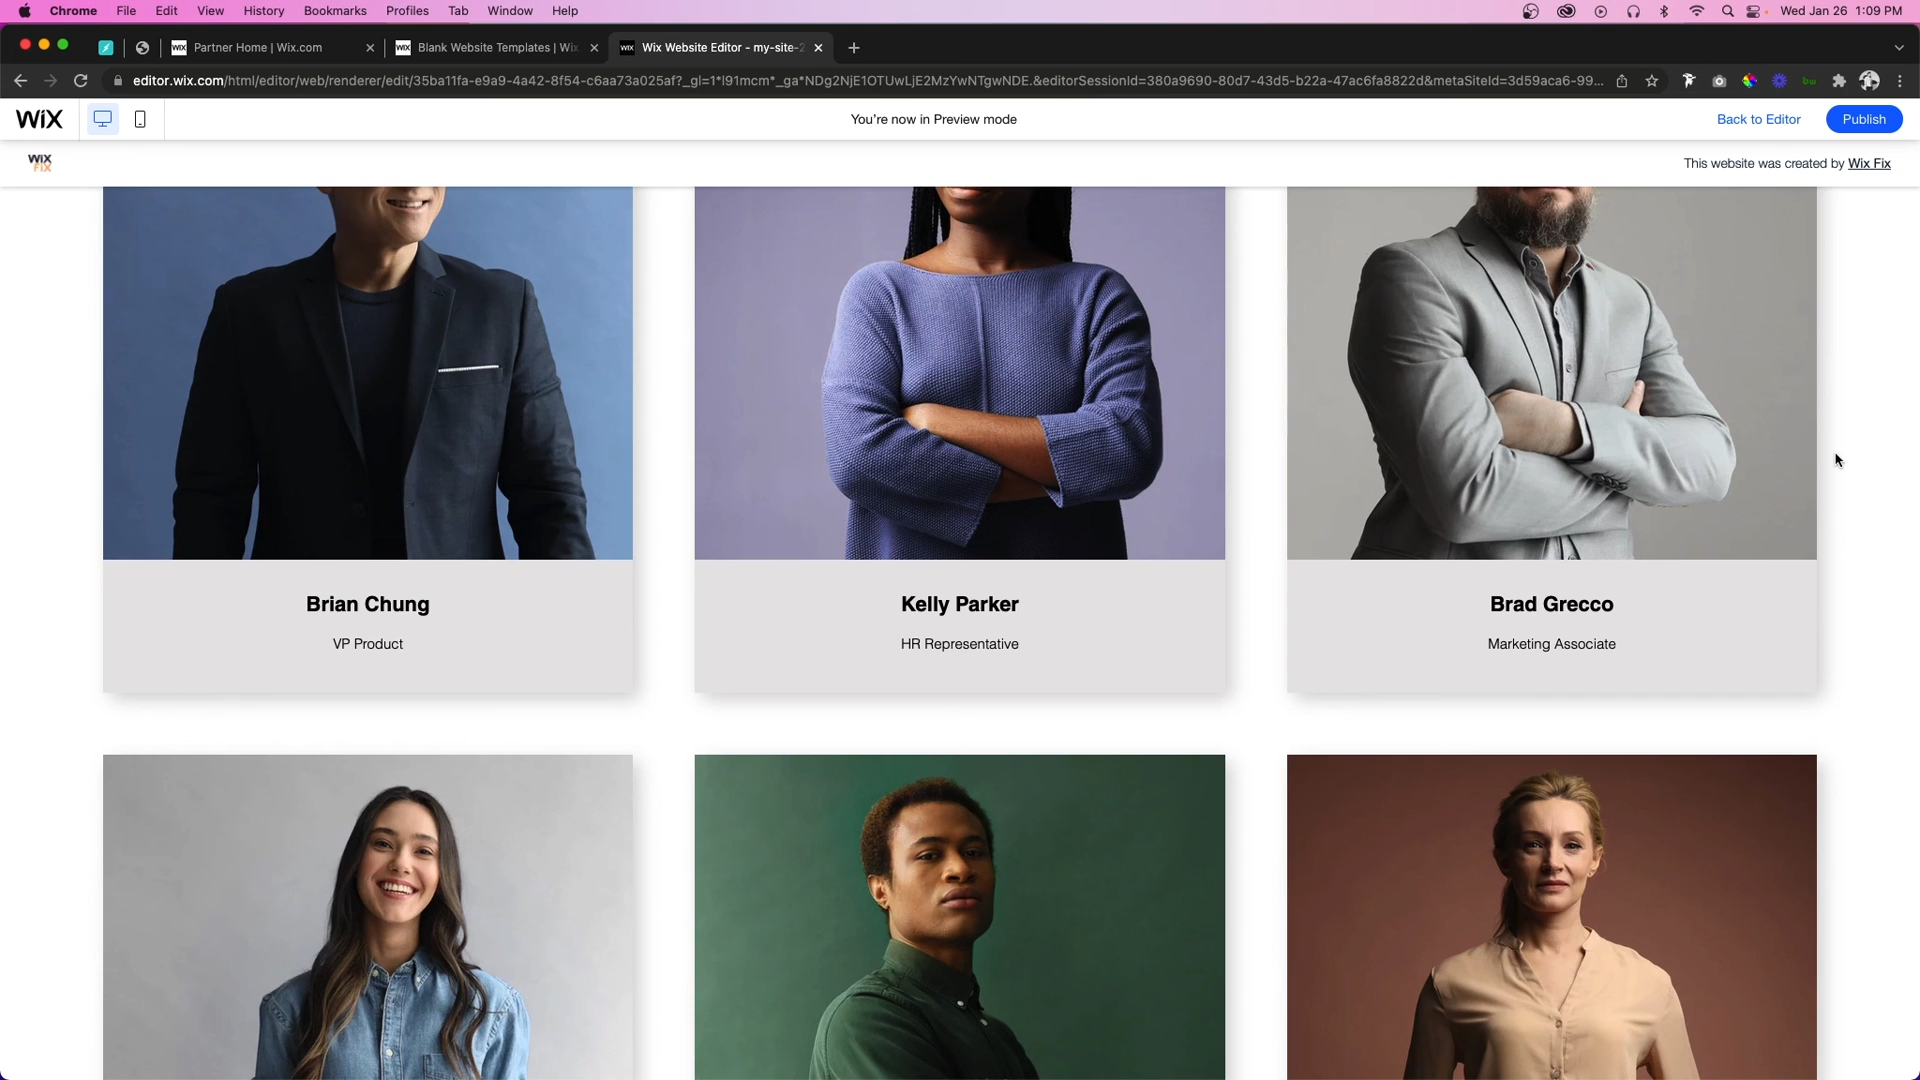 Chrome File Edit View History Bookmarks Profiles Tab Window Help Wed Jan 26 1:09 PM
WIX Partner Home | Wix.com WIX Blank Website Templates | Wix WIX Wix Website Editor - my-site-2
editor.wix.com/html/editor/web/renderer/edit/35ba11fa-e9a9-4a42-8f54-c6aa73a025af?_gl=1*l91mcm*_ga*NDg2NjE1OTUwLjE2MzYwNTgwNDE.&editorSessionId=380a9690-80d7-43d5-b22a-47ac6fa8822d&metaSiteId=3d59aca6-99... bw
WiX You're now in Preview mode Back to Editor Publish
WiX
FIX
This website was created by Wix Fix
Brian Chung
VP Product
Kelly Parker
HR Representative
Brad Grecco
Marketing Associate